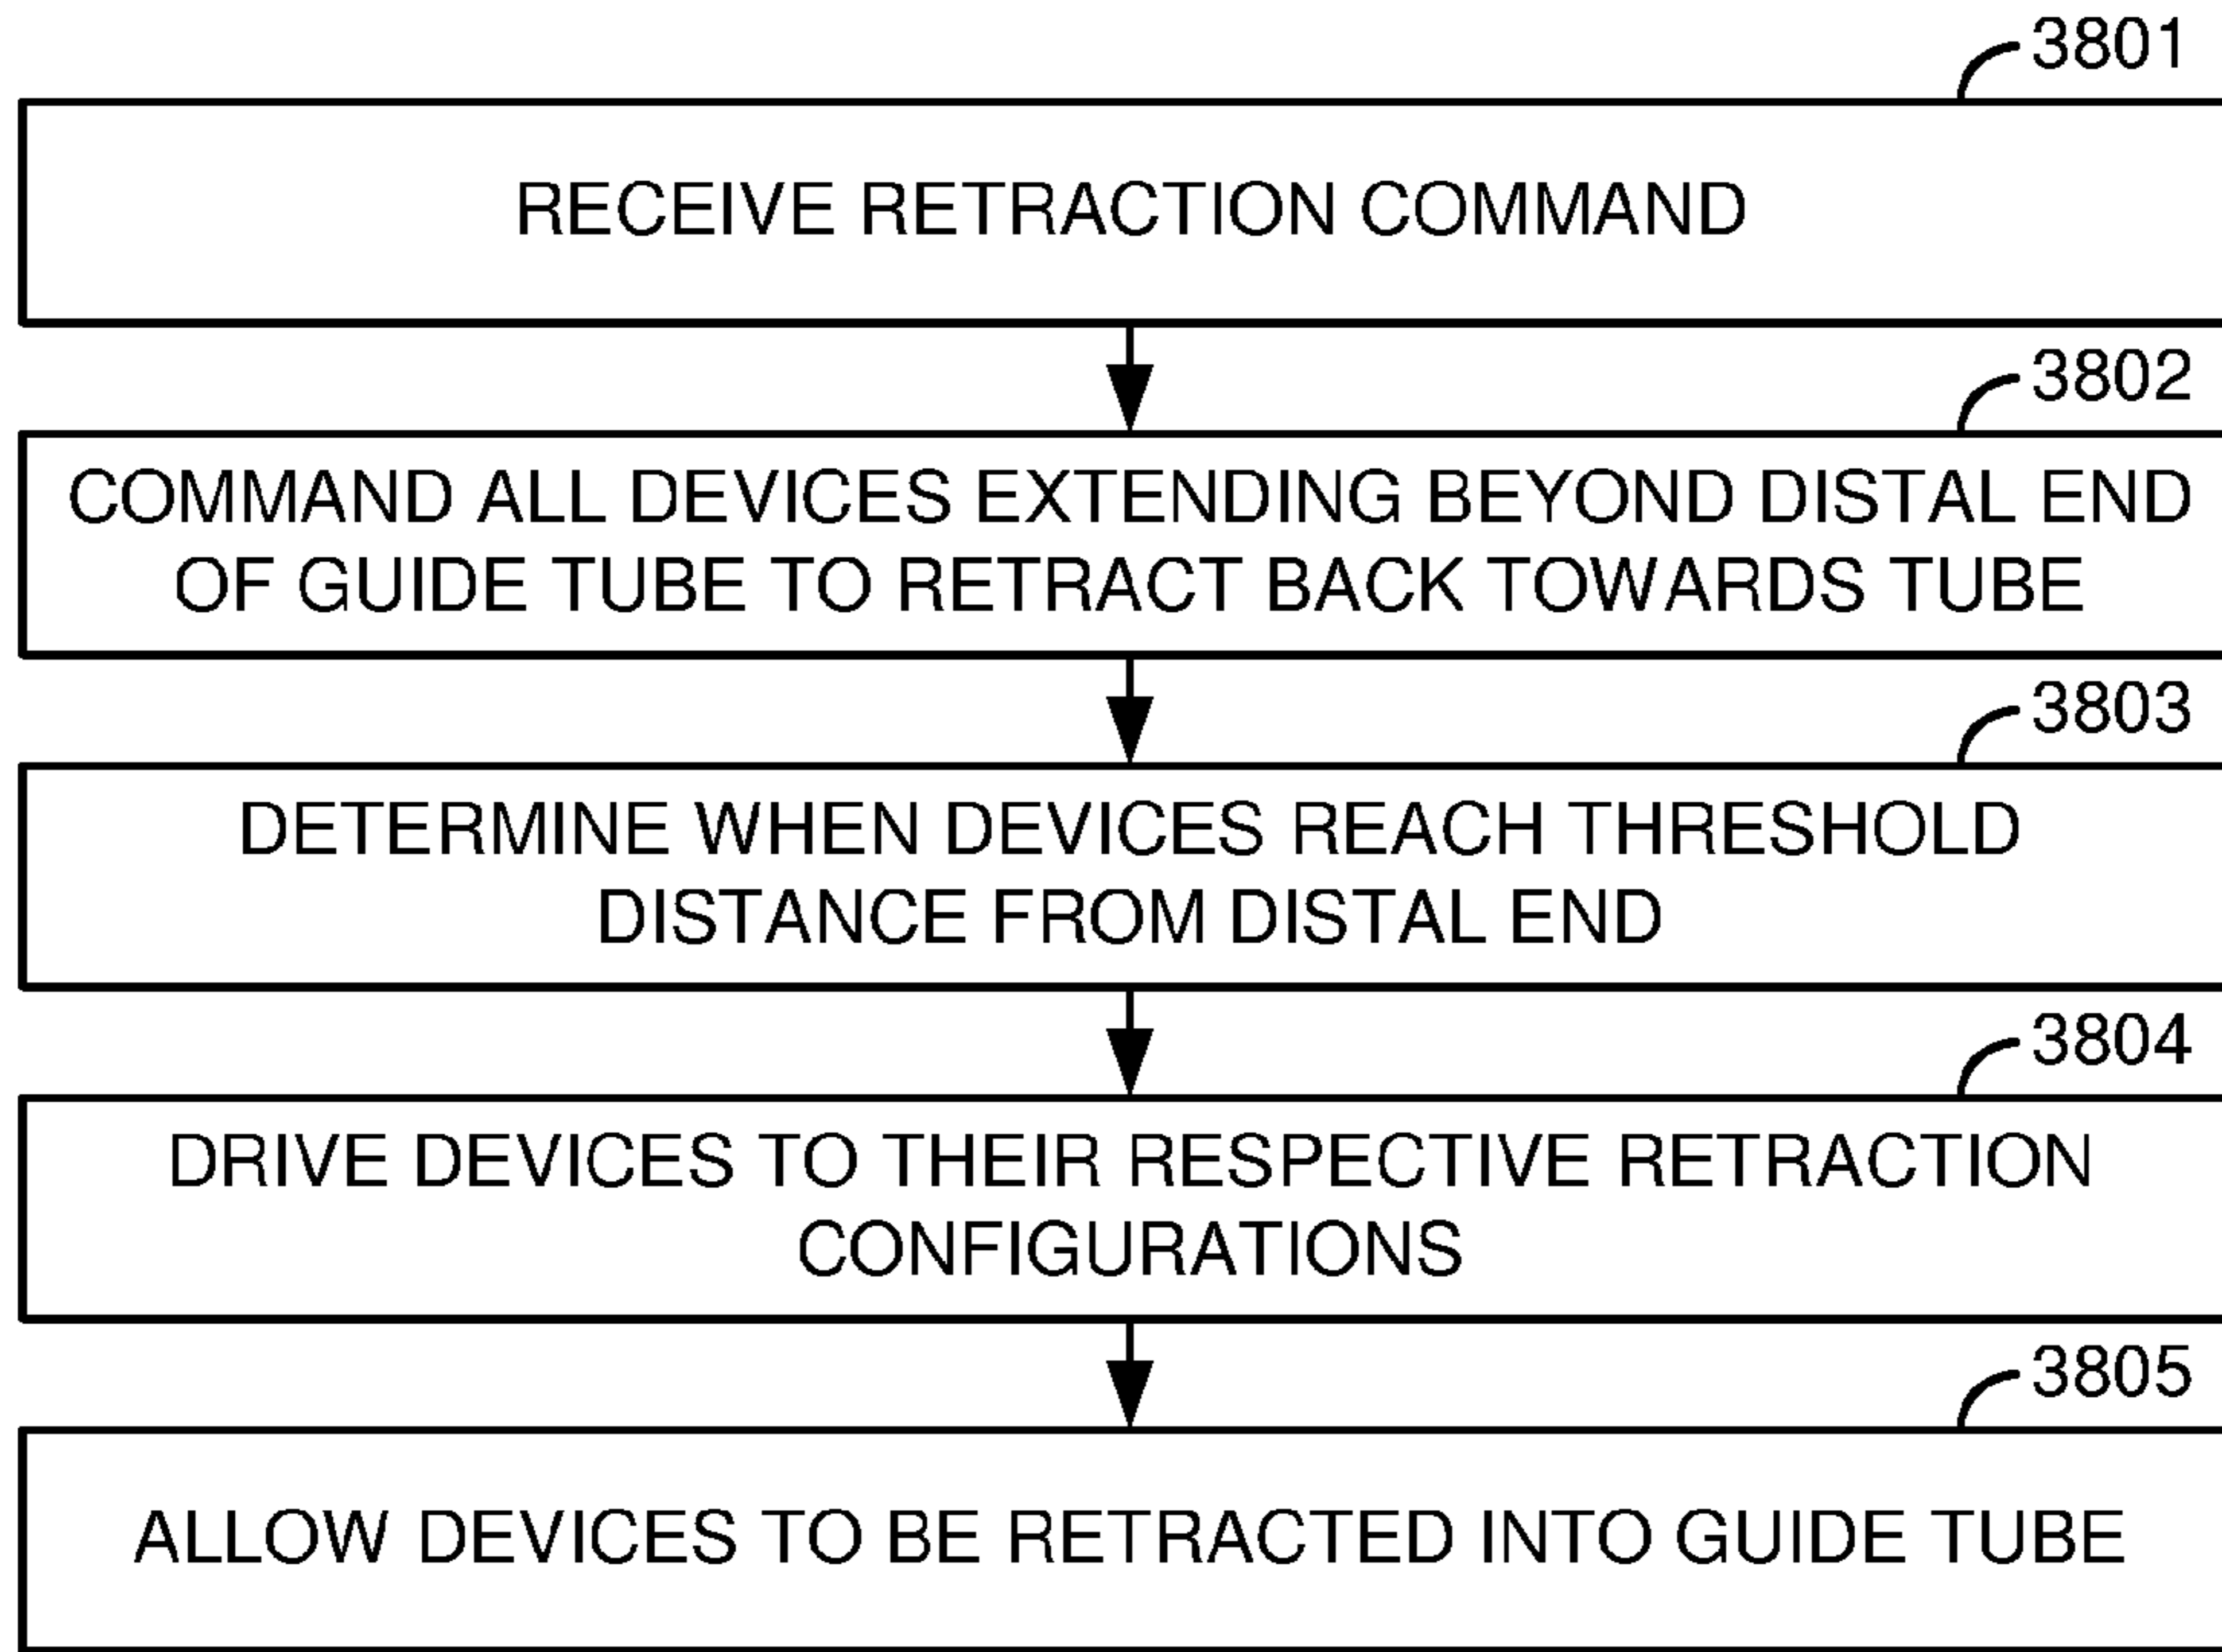 3801
RECEIVE RETRACTION COMMAND
3802
COMMAND ALL DEVICES EXTENDING BEYOND DISTAL END
OF GUIDE TUBE TO RETRACT BACK TOWARDS TUBE
3803
DETERMINE WHEN DEVICES REACH THRESHOLD
DISTANCE FROM DISTAL END
3804
DRIVE DEVICES TO THEIR RESPECTIVE RETRACTION
CONFIGURATIONS
3805
ALLOW DEVICES TO BE RETRACTED INTO GUIDE TUBE